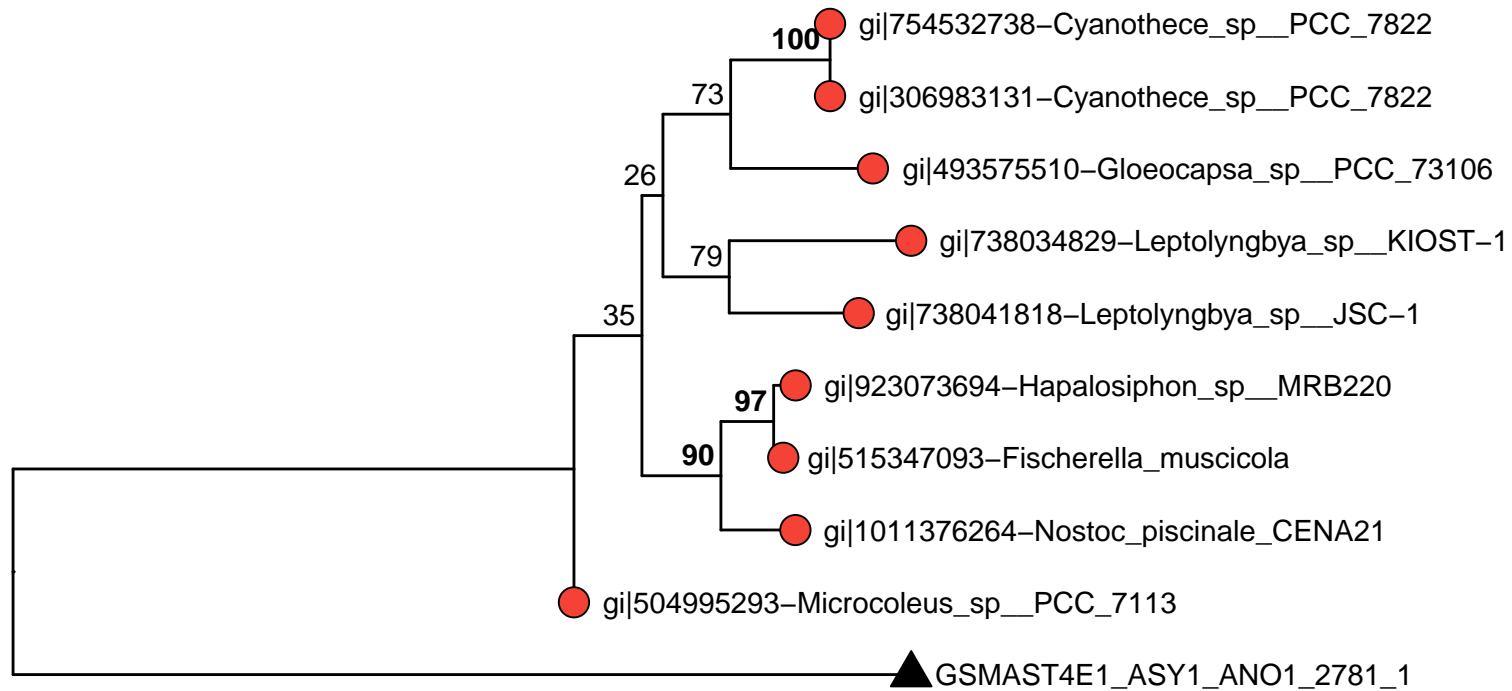 gi|754532738−Cyanothece_sp__PCC_7822
100
gi|306983131−Cyanothece_sp__PCC_7822
73
gi|493575510−Gloeocapsa_sp__PCC_73106
26
gi|738034829−Leptolyngbya_sp__KIOST−1
79
gi|738041818−Leptolyngbya_sp__JSC−1
35
gi|923073694−Hapalosiphon_sp__MRB220
97
gi|515347093−Fischerella_muscicola
90
gi|1011376264−Nostoc_piscinale_CENA21
gi|504995293−Microcoleus_sp__PCC_7113
GSMAST4E1_ASY1_ANO1_2781_1